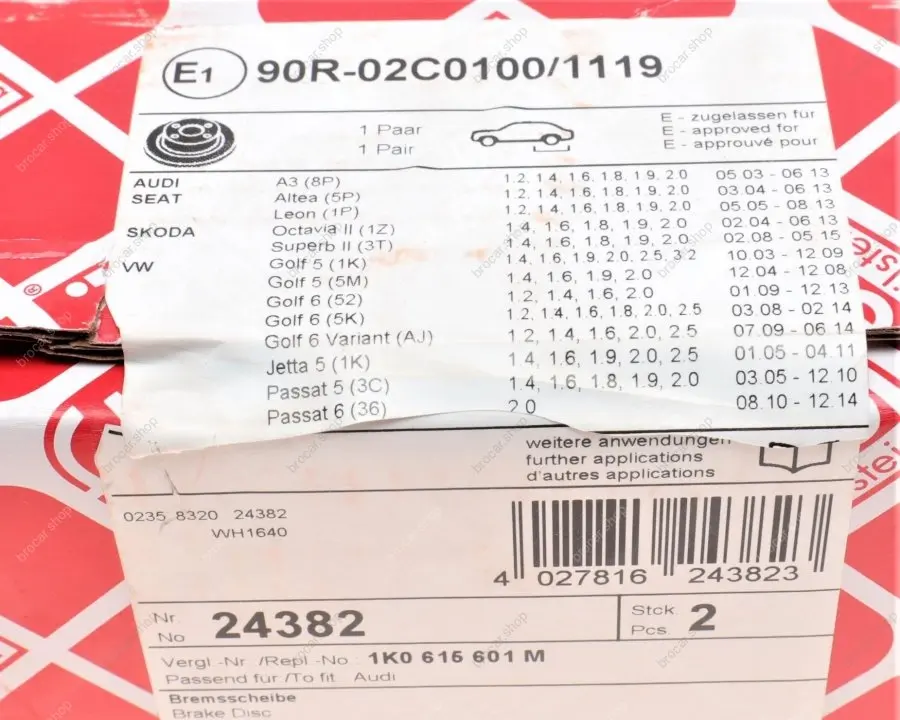 E1 90R-02C0100/1119
1 Paar
1 Pair
E - zugelassen für
E - approved for
E - approuvé pour
AUDI A3 (8P) 1.2, 1.4, 1.6, 1.8, 1.9, 2.0 05.03 - 06.13
SEAT Altea (5P) 1.2, 1.4, 1.6, 1.8, 1.9, 2.0 03.04 - 06.13
Leon (1P) 1.2, 1.4, 1.6, 1.8, 1.9, 2.0 05.05 - 08.13
SKODA Octavia II (1Z) 1.4, 1.6, 1.8, 1.9, 2.0 02.04 - 06.13
Superb II (3T) 1.4, 1.6, 1.8, 1.9, 2.0 02.08 - 05.15
VW Golf 5 (1K) 1.4, 1.6, 1.9, 2.0, 2.5, 3.2 10.03 - 12.09
Golf 5 (5M) 1.4, 1.6, 1.9, 2.0 12.04 - 12.08
Golf 6 (52) 1.2, 1.4, 1.6, 2.0 01.09 - 12.13
Golf 6 (5K) 1.2, 1.4, 1.6, 1.8, 2.0, 2.5 03.08 - 02.14
Golf 6 Variant (AJ) 1.2, 1.4, 1.6, 2.0, 2.5 07.09 - 06.14
Jetta 5 (1K) 1.4, 1.6, 1.9, 2.0, 2.5 01.05 - 04.11
Passat 5 (3C) 1.4, 1.6, 1.8, 1.9, 2.0 03.05 - 12.10
Passat 6 (36) 2.0 08.10 - 12.14
weitere anwendungen
further applications
d'autres applications
0235 8320 24382
WH1640
4 027816 243823
Nr.
No 24382
Stck.
Pcs. 2
Vergl.-Nr. /Repl.-No.: 1K0 615 601 M
Passend für /To fit: Audi
Bremsscheibe
Brake Disc
brocar.shop